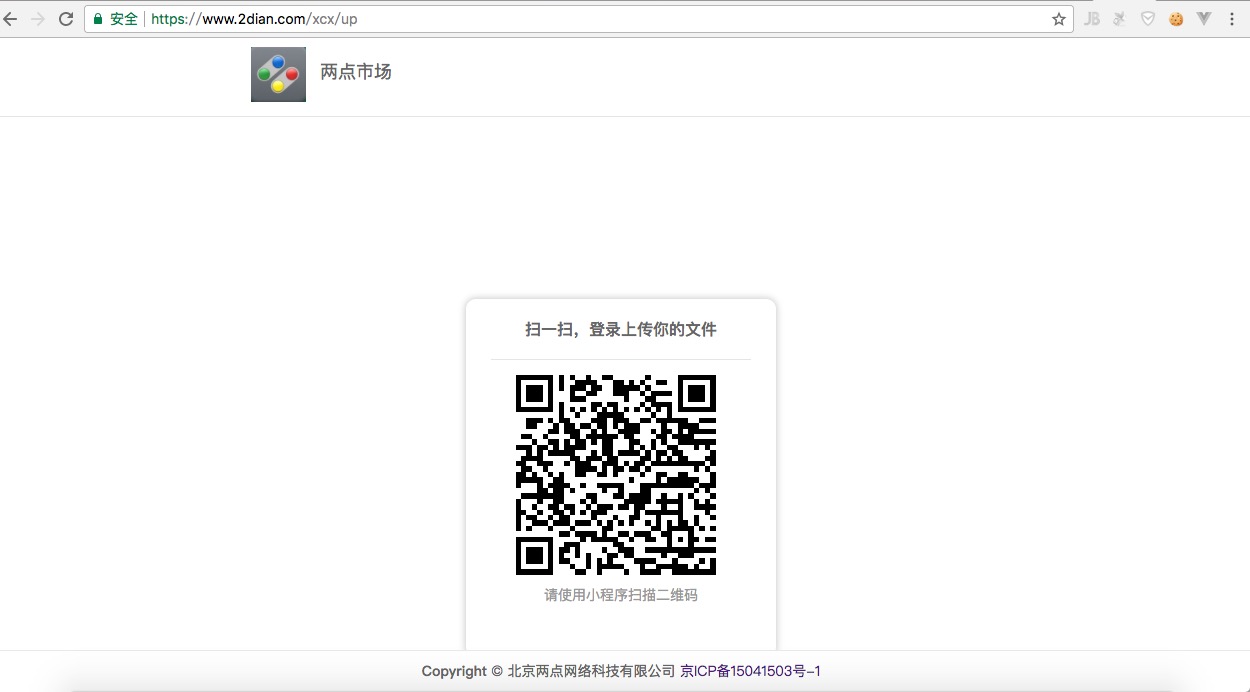 安全 https://www.2dian.com/xcx/up
JB
两点市场
扫一扫，登录上传你的文件
请使用小程序扫描二维码
Copyright © 北京两点网络科技有限公司 京ICP备15041503号-1